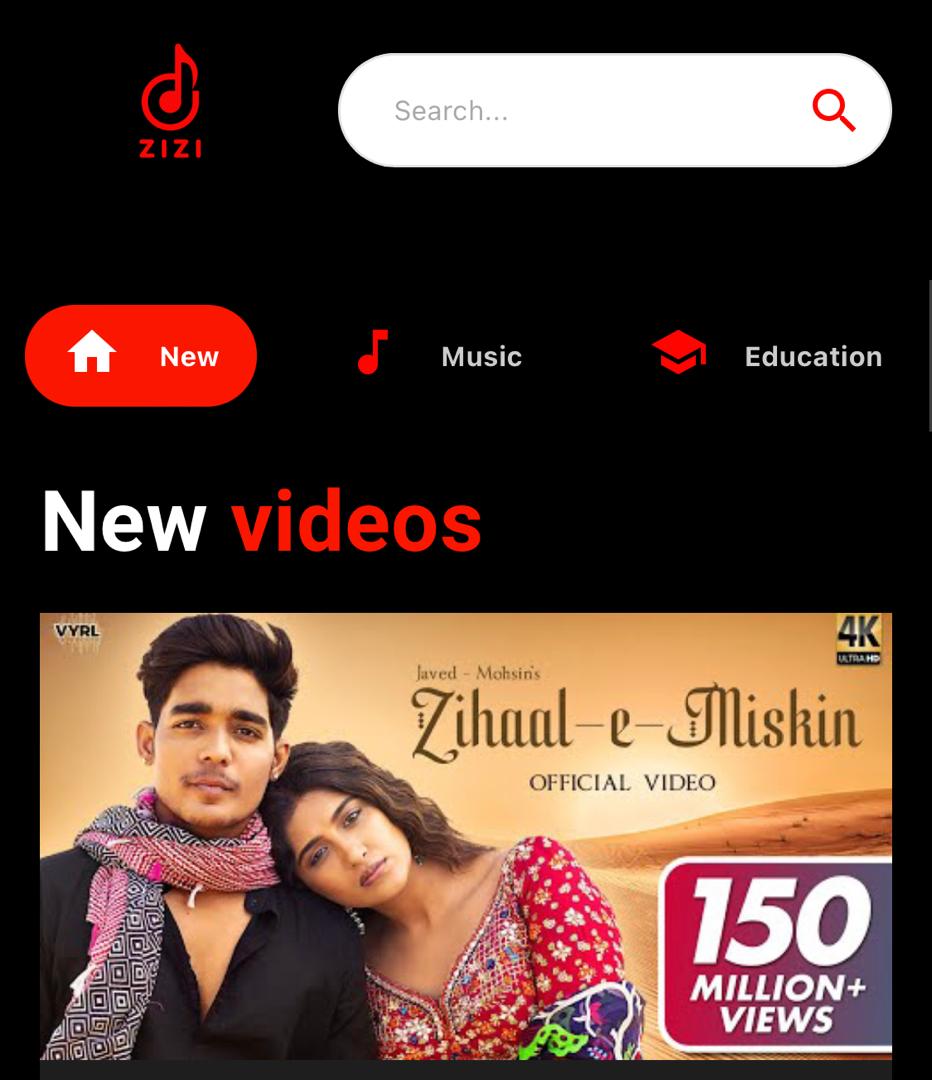 ZIZI
Search...
New
Music
Education
New videos
VYRL
4K
ULTRA HD
Javed - Mohsin's
Zihaal-e-Miskin
OFFICIAL VIDEO
150
MILLION+
VIEWS